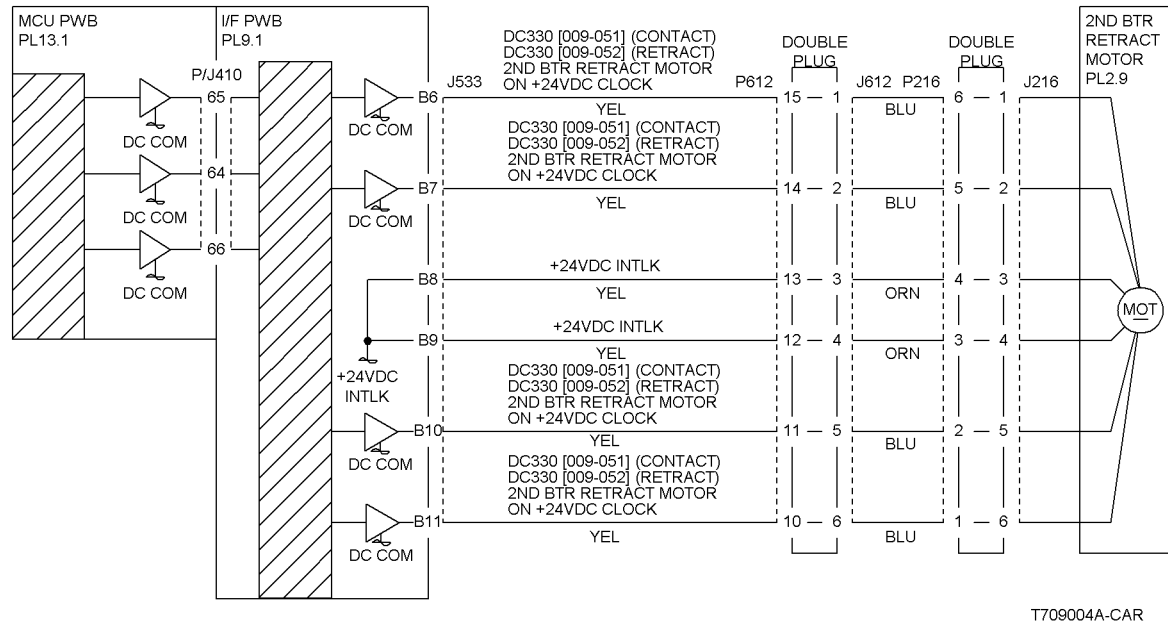 MCU PWB
PL13.1
I/F PWB
PL9.1
P/J410
65
64
66
DC COM
DC COM
DC COM
DC COM
DC COM
+24VDC
INTLK
DC COM
DC COM
B6
B7
B8
B9
B10
B11
J533
DC330 [009-051] (CONTACT)
DC330 [009-052] (RETRACT)
2ND BTR RETRACT MOTOR
ON +24VDC CLOCK
YEL
DC330 [009-051] (CONTACT)
DC330 [009-052] (RETRACT)
2ND BTR RETRACT MOTOR
ON +24VDC CLOCK
YEL
+24VDC INTLK
YEL
+24VDC INTLK
YEL
DC330 [009-051] (CONTACT)
DC330 [009-052] (RETRACT)
2ND BTR RETRACT MOTOR
ON +24VDC CLOCK
YEL
DC330 [009-051] (CONTACT)
DC330 [009-052] (RETRACT)
2ND BTR RETRACT MOTOR
ON +24VDC CLOCK
YEL
P612
DOUBLE
PLUG
15 1
14 2
13 3
12 4
11 5
10 6
J612 P216
BLU
BLU
ORN
ORN
BLU
BLU
DOUBLE
PLUG
6 1
5 2
4 3
3 4
2 5
1 6
J216
2ND BTR
RETRACT
MOTOR
PL2.9
MOT
T709004A-CAR